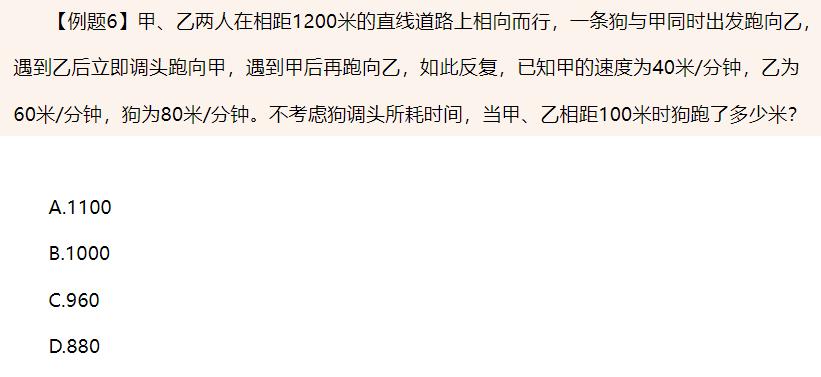 【例题6】甲、乙两人在相距1200米的直线道路上相向而行，一条狗与甲同时出发跑向乙，
遇到乙后立即调头跑向甲，遇到甲后再跑向乙，如此反复，已知甲的速度为40米/分钟，乙为
60米/分钟，狗为80米/分钟。不考虑狗调头所耗时间，当甲、乙相距100米时狗跑了多少米？
A.1100
B.1000
C.960
D.880